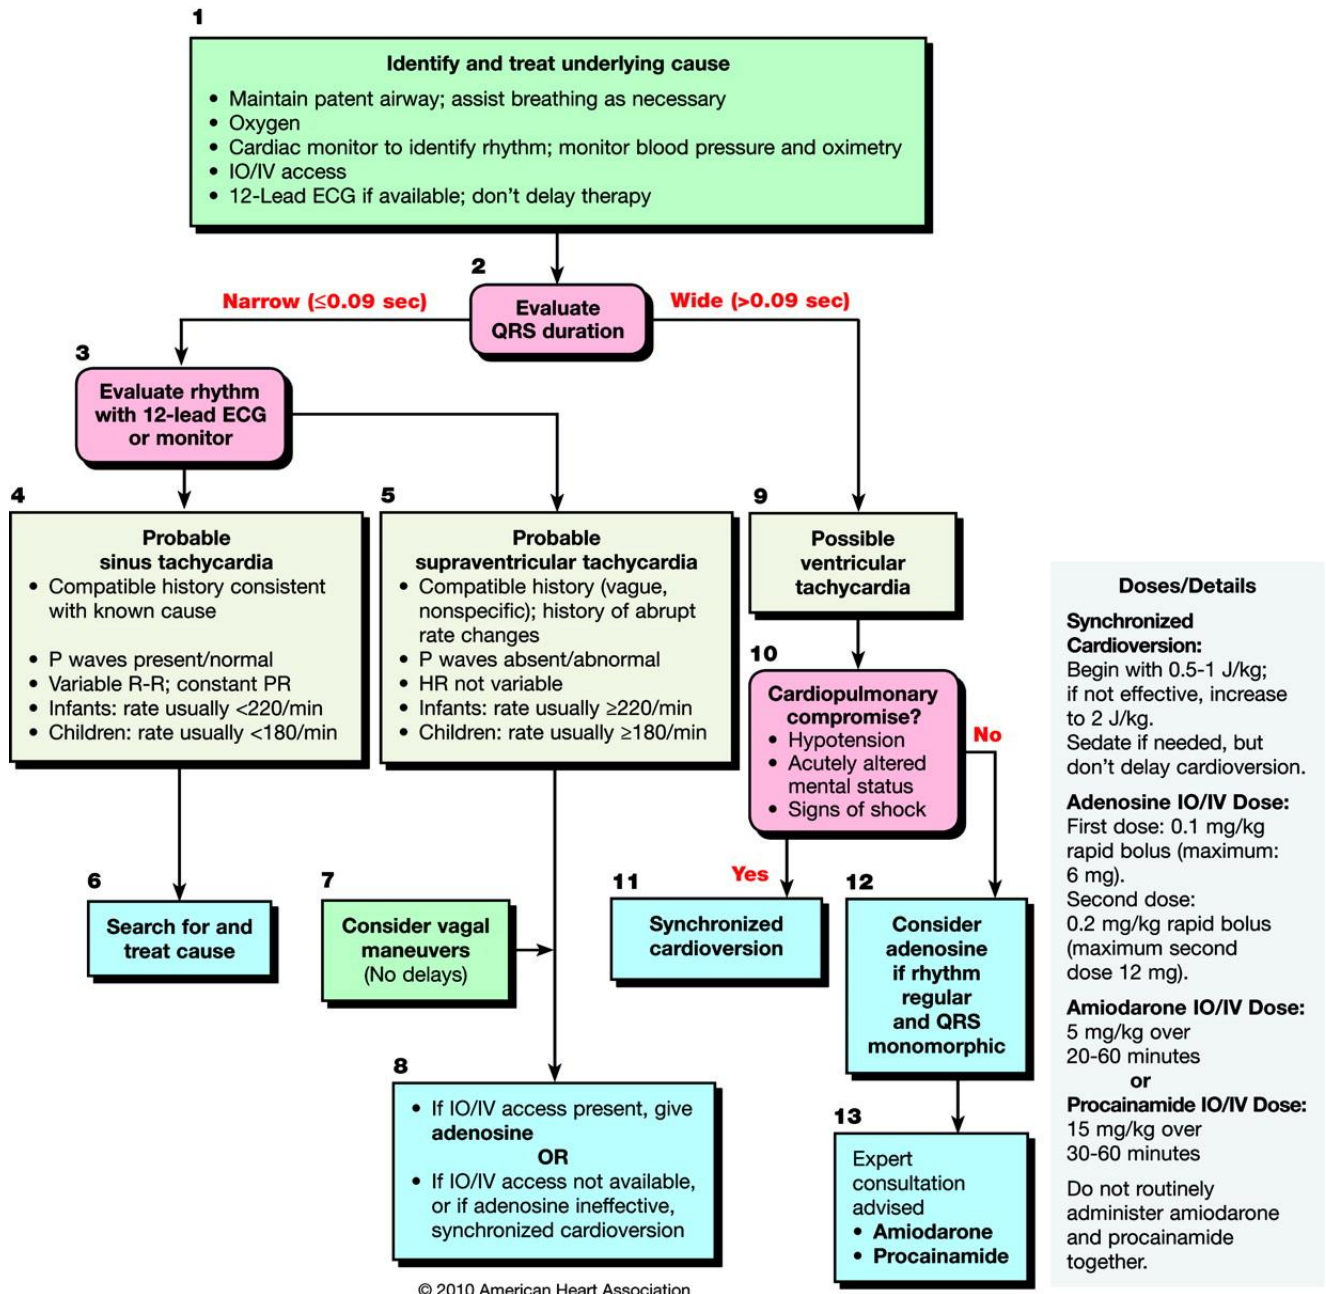 1
Identify and treat underlying cause
• Maintain patent airway; assist breathing as necessary
• Oxygen
• Cardiac monitor to identify rhythm; monitor blood pressure and oximetry
• IO/IV access
• 12-Lead ECG if available; don't delay therapy
2
Narrow (≤0.09 sec)
Evaluate
QRS duration
Wide (>0.09 sec)
3
Evaluate rhythm
with 12-lead ECG
or monitor
4
Probable
sinus tachycardia
• Compatible history consistent
with known cause
• P waves present/normal
• Variable R-R; constant PR
• Infants: rate usually <220/min
• Children: rate usually <180/min
5
Probable
supraventricular tachycardia
• Compatible history (vague,
nonspecific); history of abrupt
rate changes
• P waves absent/abnormal
• HR not variable
• Infants: rate usually ≥220/min
• Children: rate usually ≥180/min
9
Possible
ventricular
tachycardia
10
Cardiopulmonary
compromise?
• Hypotension
• Acutely altered
mental status
• Signs of shock
No
Yes
6
Search for and
treat cause
7
Consider vagal
maneuvers
(No delays)
11
Synchronized
cardioversion
12
Consider
adenosine
if rhythm
regular
and QRS
monomorphic
8
• If IO/IV access present, give
adenosine
OR
• If IO/IV access not available,
or if adenosine ineffective,
synchronized cardioversion
13
Expert
consultation
advised
• Amiodarone
• Procainamide
Doses/Details
Synchronized
Cardioversion:
Begin with 0.5-1 J/kg;
if not effective, increase
to 2 J/kg.
Sedate if needed, but
don't delay cardioversion.
Adenosine IO/IV Dose:
First dose: 0.1 mg/kg
rapid bolus (maximum:
6 mg).
Second dose:
0.2 mg/kg rapid bolus
(maximum second
dose 12 mg).
Amiodarone IO/IV Dose:
5 mg/kg over
20-60 minutes
or
Procainamide IO/IV Dose:
15 mg/kg over
30-60 minutes
Do not routinely
administer amiodarone
and procainamide
together.
© 2010 American Heart Association